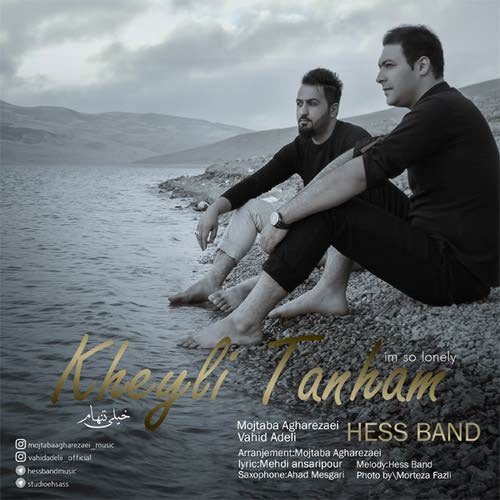 Kheyli Tanham
im so lonely
خیلی تنهام
Mojtaba Agharezaei
Vahid Adeli
HESS BAND
Arranjement:Mojtaba Agharezaei
lyric:Mehdi ansaripour Melody:Hess Band
Saxophone:Ahad Mesgari Photo by\Morteza Fazli
mojtabaagharezaei_music
vahidadelii_official
hessbandmusic
studioehsass